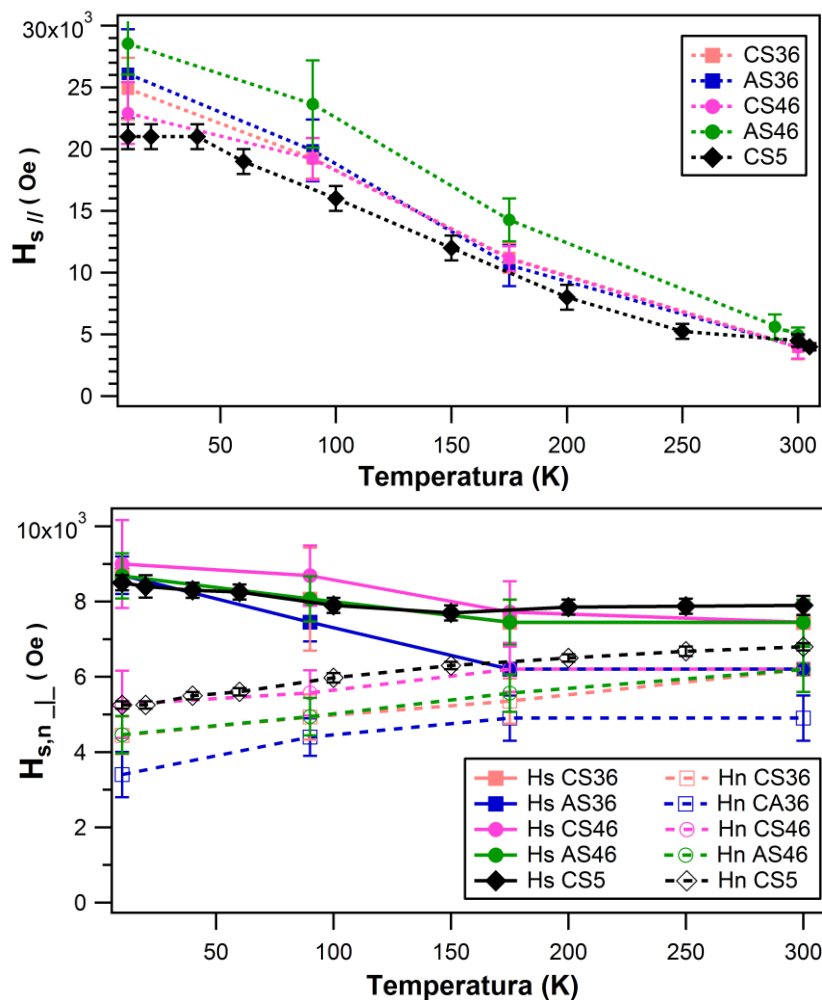 30x10³
25
20
15
10
5
0
H s // ( Oe )
CS36
AS36
CS46
AS46
CS5
50 100 150 200 250 300
Temperatura (K)
10x10³
8
6
4
2
0
H s,n _|_ ( Oe )
Hs CS36 Hn CS36
Hs AS36 Hn CA36
Hs CS46 Hn CS46
Hs AS46 Hn AS46
Hs CS5 Hn CS5
50 100 150 200 250 300
Temperatura (K)